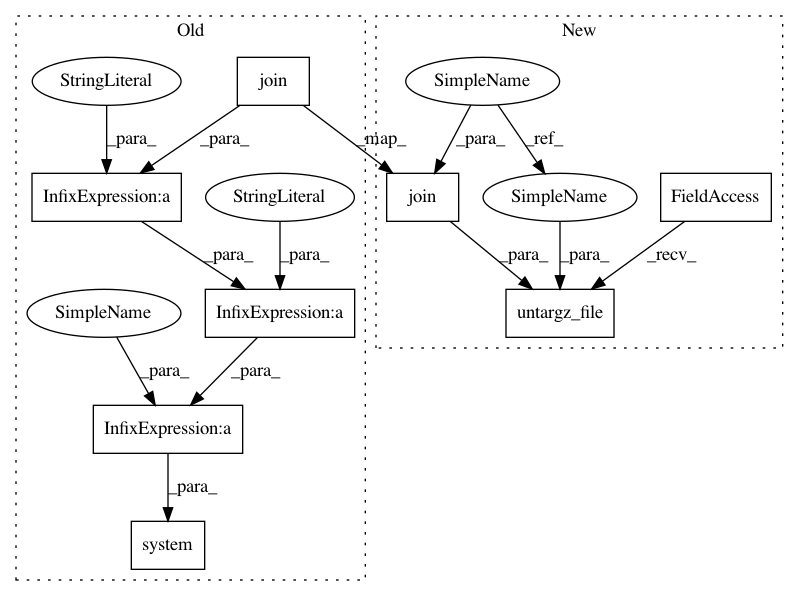 Old
New
StringLiteral
join
SimpleName
_para_
_para_
_map_
_para_
_ref_
InfixExpression:a
StringLiteral
join
SimpleName
FieldAccess
_para_
_para_
_para_
_para_
_recv_
SimpleName
InfixExpression:a
untargz_file
_para_
_para_
InfixExpression:a
_para_
system